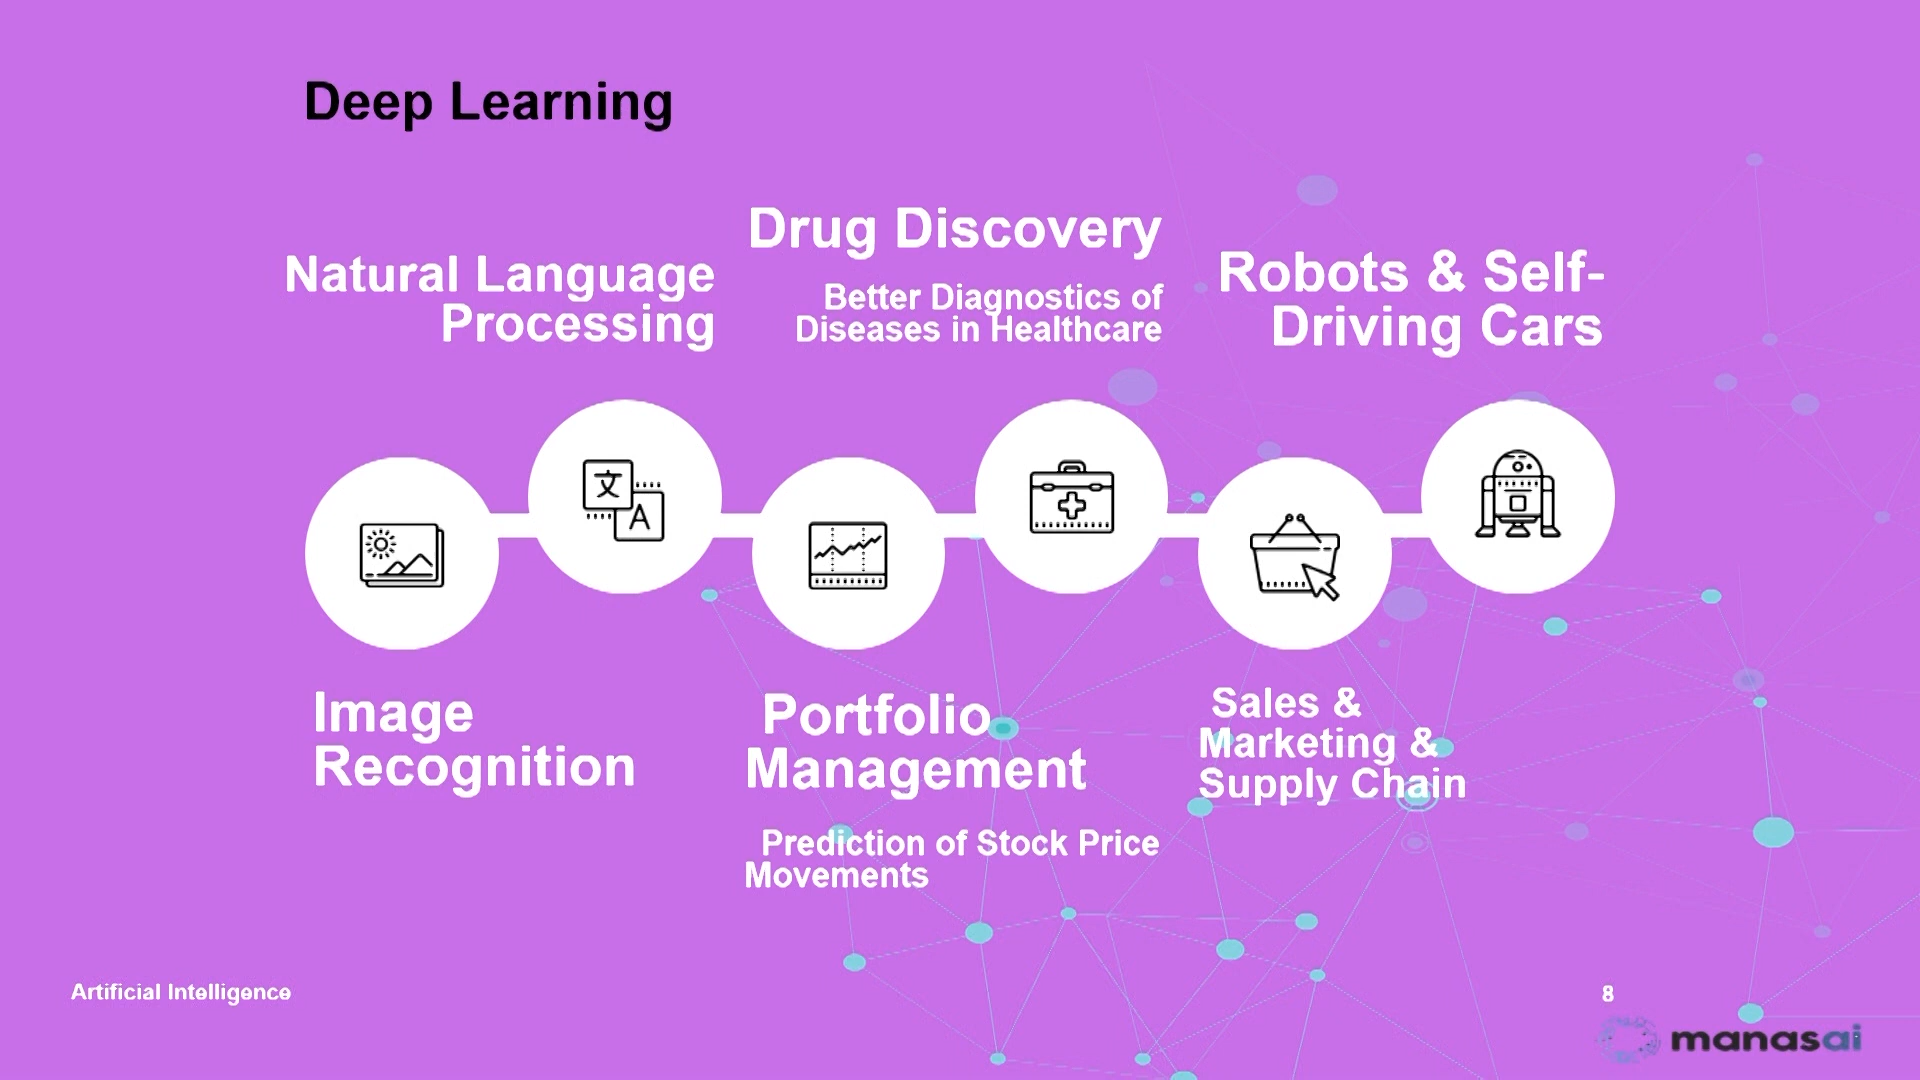 Deep Learning
Natural Language
Processing
Drug Discovery
Better Diagnostics of
Diseases in Healthcare
Robots & Self-
Driving Cars
文
A
Image
Recognition
Portfolio
Management
Prediction of Stock Price
Movements
Sales &
Marketing &
Supply Chain
Artificial Intelligence
8
manasai